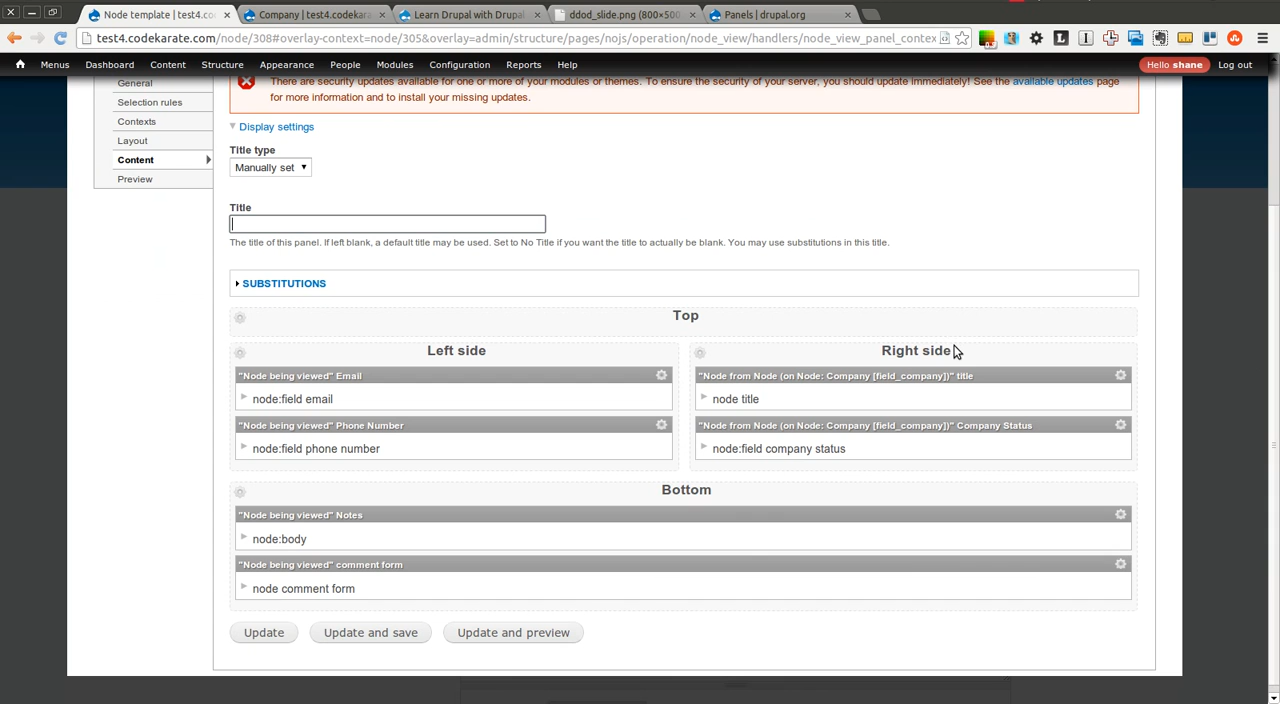 Node template | test4.co
Company | test4.codekara
Learn Drupal with Drupal
ddod_slide.png (800×500
Panels | drupal.org
test4.codekarate.com/node/308#overlay-context=node/305&overlay=admin/structure/pages/nojs/operation/node_view/handlers/node_view_panel_contex
Menus Dashboard Content Structure Appearance People Modules Configuration Reports Help Hello shane Log out
General
Selection rules
Contexts
Layout
Content
Preview
There are security updates available for one or more of your modules or themes. To ensure the security of your server, you should update immediately! See the available updates page
for more information and to install your missing updates.
Display settings
Title type
Manually set
Title
The title of this panel. If left blank, a default title may be used. Set to No Title if you want the title to actually be blank. You may use substitutions in this title.
SUBSTITUTIONS
Top
Left side
"Node being viewed" Email
node:field email
"Node being viewed" Phone Number
node:field phone number
Right side
"Node from Node (on Node: Company [field_company])" title
node title
"Node from Node (on Node: Company [field_company])" Company Status
node:field company status
Bottom
"Node being viewed" Notes
node:body
"Node being viewed" comment form
node comment form
Update
Update and save
Update and preview